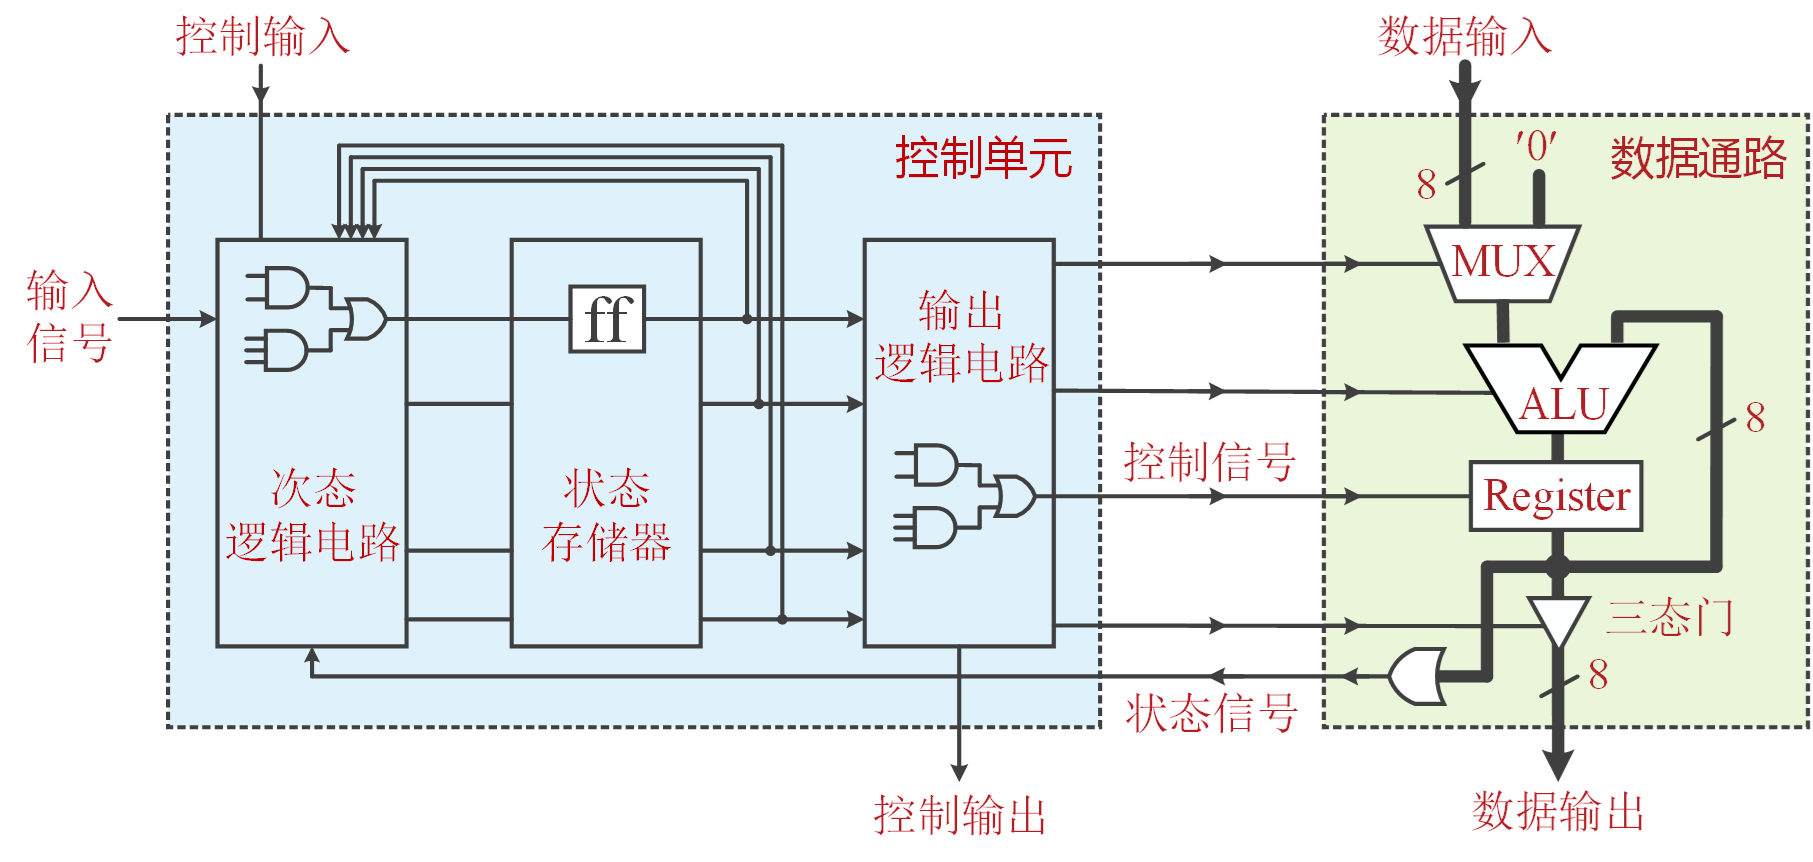 控制输入
数据输入
控制单元
'0'
数据通路
8
MUX
输入
信号
ff
输出
逻辑电路
ALU
8
控制信号
次态
逻辑电路
状态
存储器
Register
三态门
8
状态信号
控制输出
数据输出